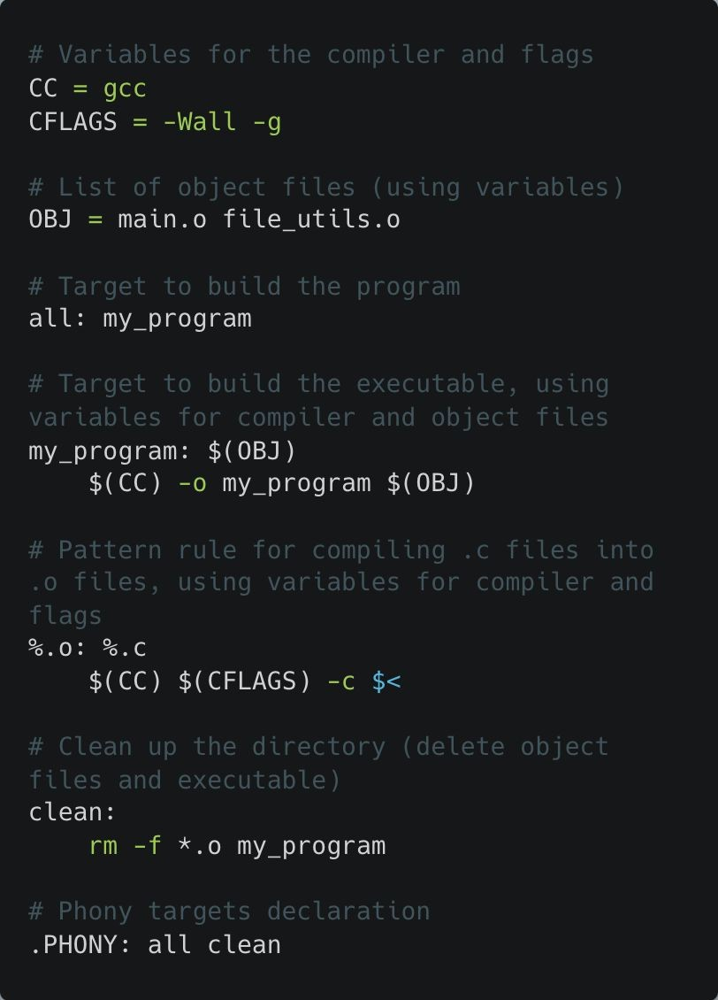 # Variables for the compiler and flags
CC = gcc
CFLAGS = -Wall -g
# List of object files (using variables)
OBJ = main.o file_utils.o
# Target to build the program
all: my_program
# Target to build the executable, using
variables for compiler and object files
my_program: $(OBJ)
    $(CC) -o my_program $(OBJ)
# Pattern rule for compiling .c files into
.o files, using variables for compiler and
flags
%.o: %.c
    $(CC) $(CFLAGS) -c $<
# Clean up the directory (delete object
files and executable)
clean:
    rm -f *.o my_program
# Phony targets declaration
.PHONY: all clean